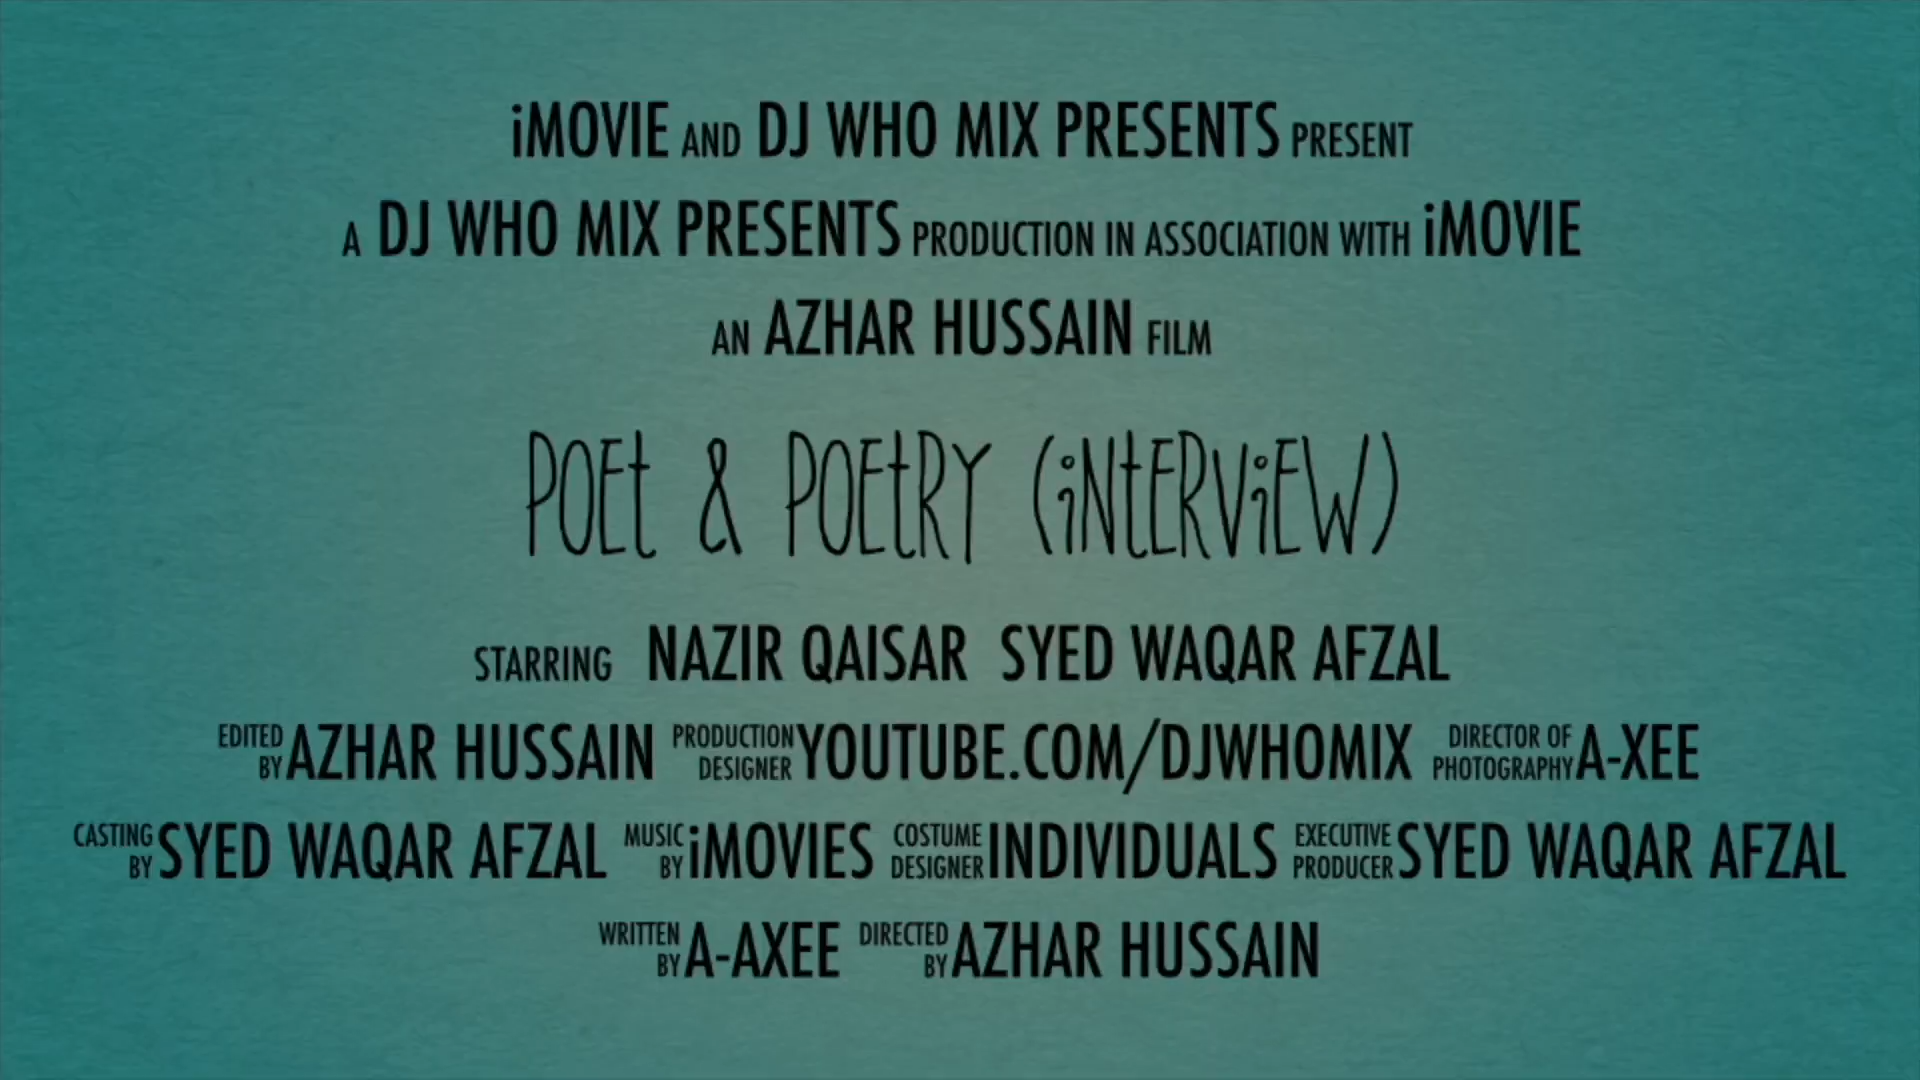 iMOVIE AND DJ WHO MIX PRESENTS PRESENT
A DJ WHO MIX PRESENTS PRODUCTION IN ASSOCIATION WITH iMOVIE
AN AZHAR HUSSAIN FILM
POEt & POEtRY (iNtERViEW)
STARRING NAZIR QAISAR SYED WAQAR AFZAL
EDITED BY AZHAR HUSSAIN PRODUCTION DESIGNER YOUTUBE.COM/DJWHOMIX DIRECTOR OF PHOTOGRAPHY A-XEE
CASTING BY SYED WAQAR AFZAL MUSIC BY iMOVIES COSTUME DESIGNER INDIVIDUALS EXECUTIVE PRODUCER SYED WAQAR AFZAL
WRITTEN BY A-AXEE DIRECTED BY AZHAR HUSSAIN